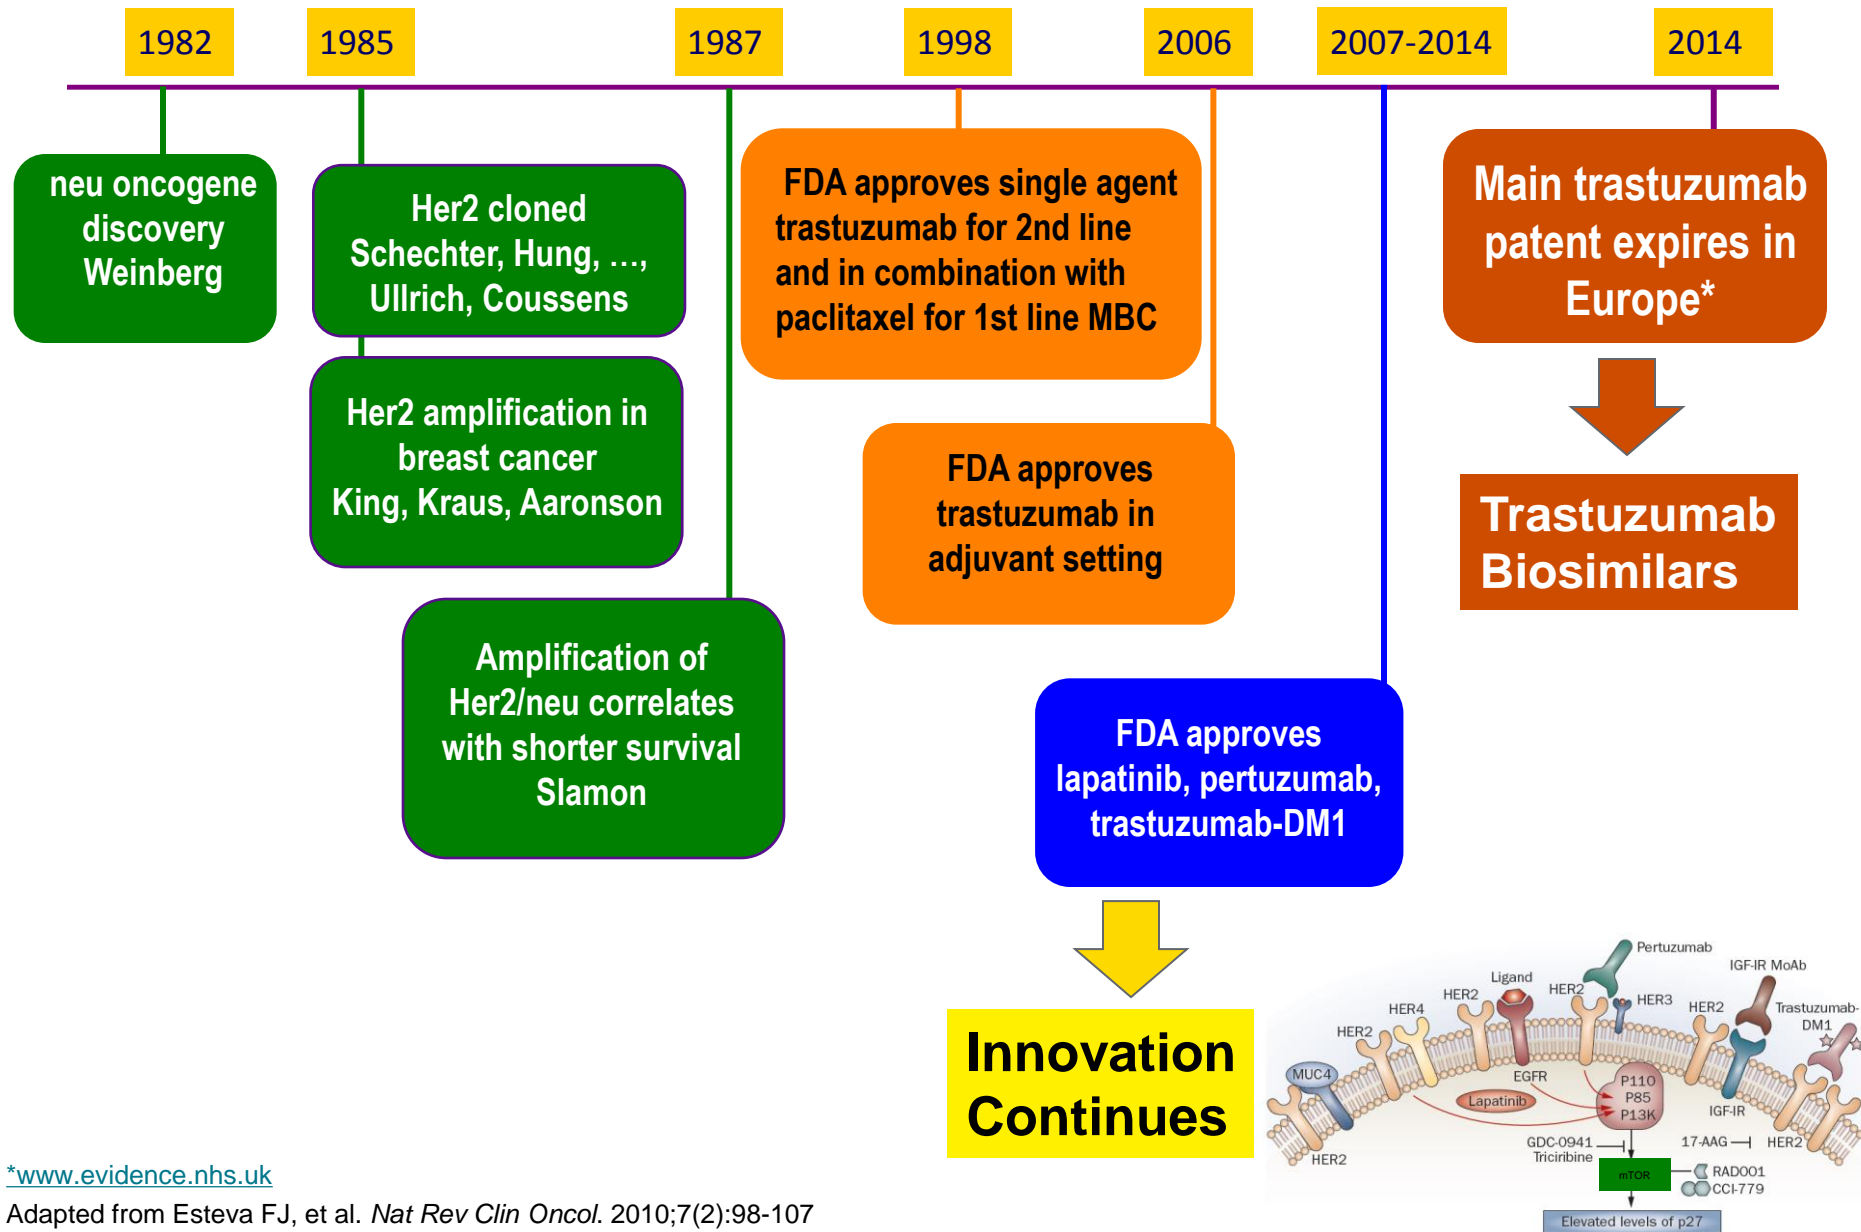 1982
1985
1987
1998
2006
2007-2014
2014
neu oncogene
discovery
Weinberg
Her2 cloned
Schechter, Hung, ...,
Ullrich, Coussens
Her2 amplification in
breast cancer
King, Kraus, Aaronson
Amplification of
Her2/neu correlates
with shorter survival
Slamon
FDA approves single agent
trastuzumab for 2nd line
and in combination with
paclitaxel for 1st line MBC
FDA approves
trastuzumab in
adjuvant setting
FDA approves
lapatinib, pertuzumab,
trastuzumab-DM1
Innovation
Continues
Main trastuzumab
patent expires in
Europe*
Trastuzumab
Biosimilars
Pertuzumab
IGF-IR MoAb
Ligand
HER2
HER2
HER3
HER2
Trastuzumab-
DM1
HER4
HER2
MUC4
EGFR
Lapatinib
P110
P85
P13K
IGF-IR
HER2
HER2
GDC-0941
Triciribine
17-AAG
mTOR
RAD001
CCI-779
Elevated levels of p27
*www.evidence.nhs.uk
Adapted from Esteva FJ, et al. Nat Rev Clin Oncol. 2010;7(2):98-107